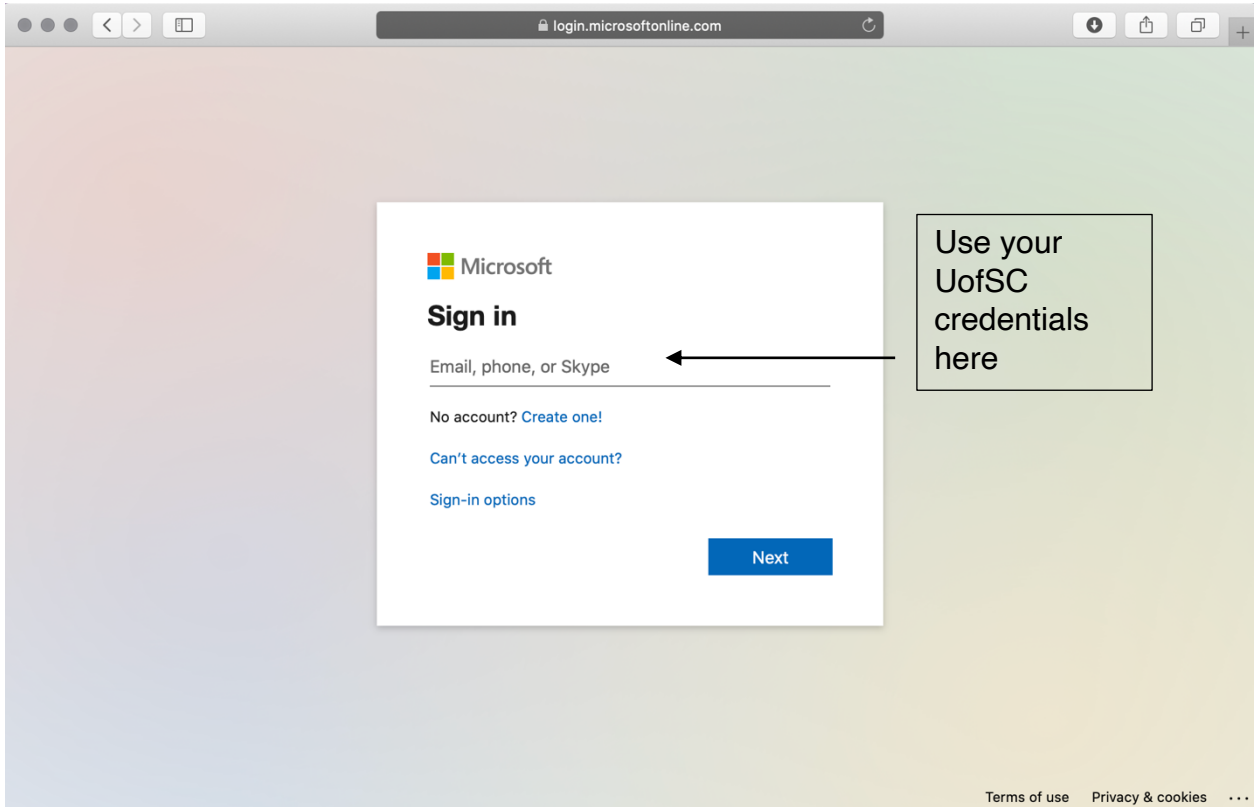 login.microsoftonline.com
Microsoft
Sign in
Email, phone, or Skype
No account? Create one!
Can't access your account?
Sign-in options
Next
Use your
UofSC
credentials
here
Terms of use Privacy & cookies ...